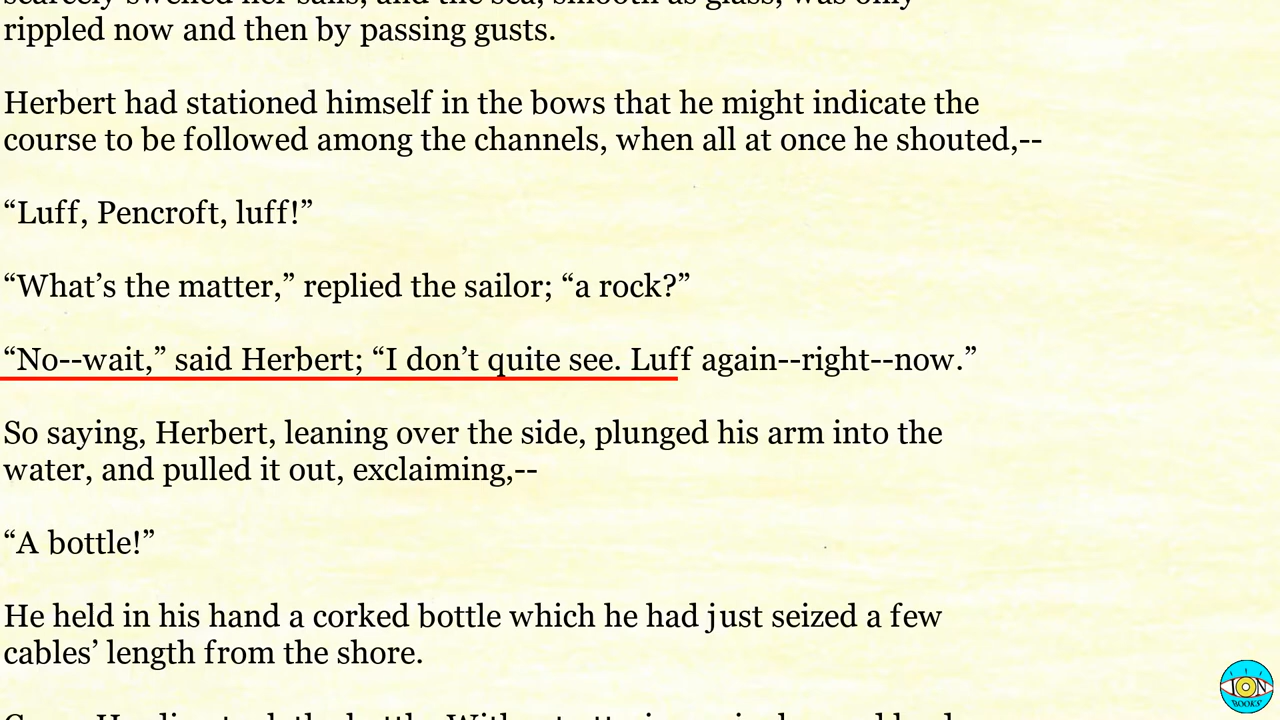 rippled now and then by passing gusts.
Herbert had stationed himself in the bows that he might indicate the
course to be followed among the channels, when all at once he shouted,--
“Luff, Pencroft, luff!”
“What’s the matter,” replied the sailor; “a rock?”
“No--wait,” said Herbert; “I don’t quite see. Luff again--right--now.”
So saying, Herbert, leaning over the side, plunged his arm into the
water, and pulled it out, exclaiming,--
“A bottle!”
He held in his hand a corked bottle which he had just seized a few
cables’ length from the shore.
ION
BOOKS